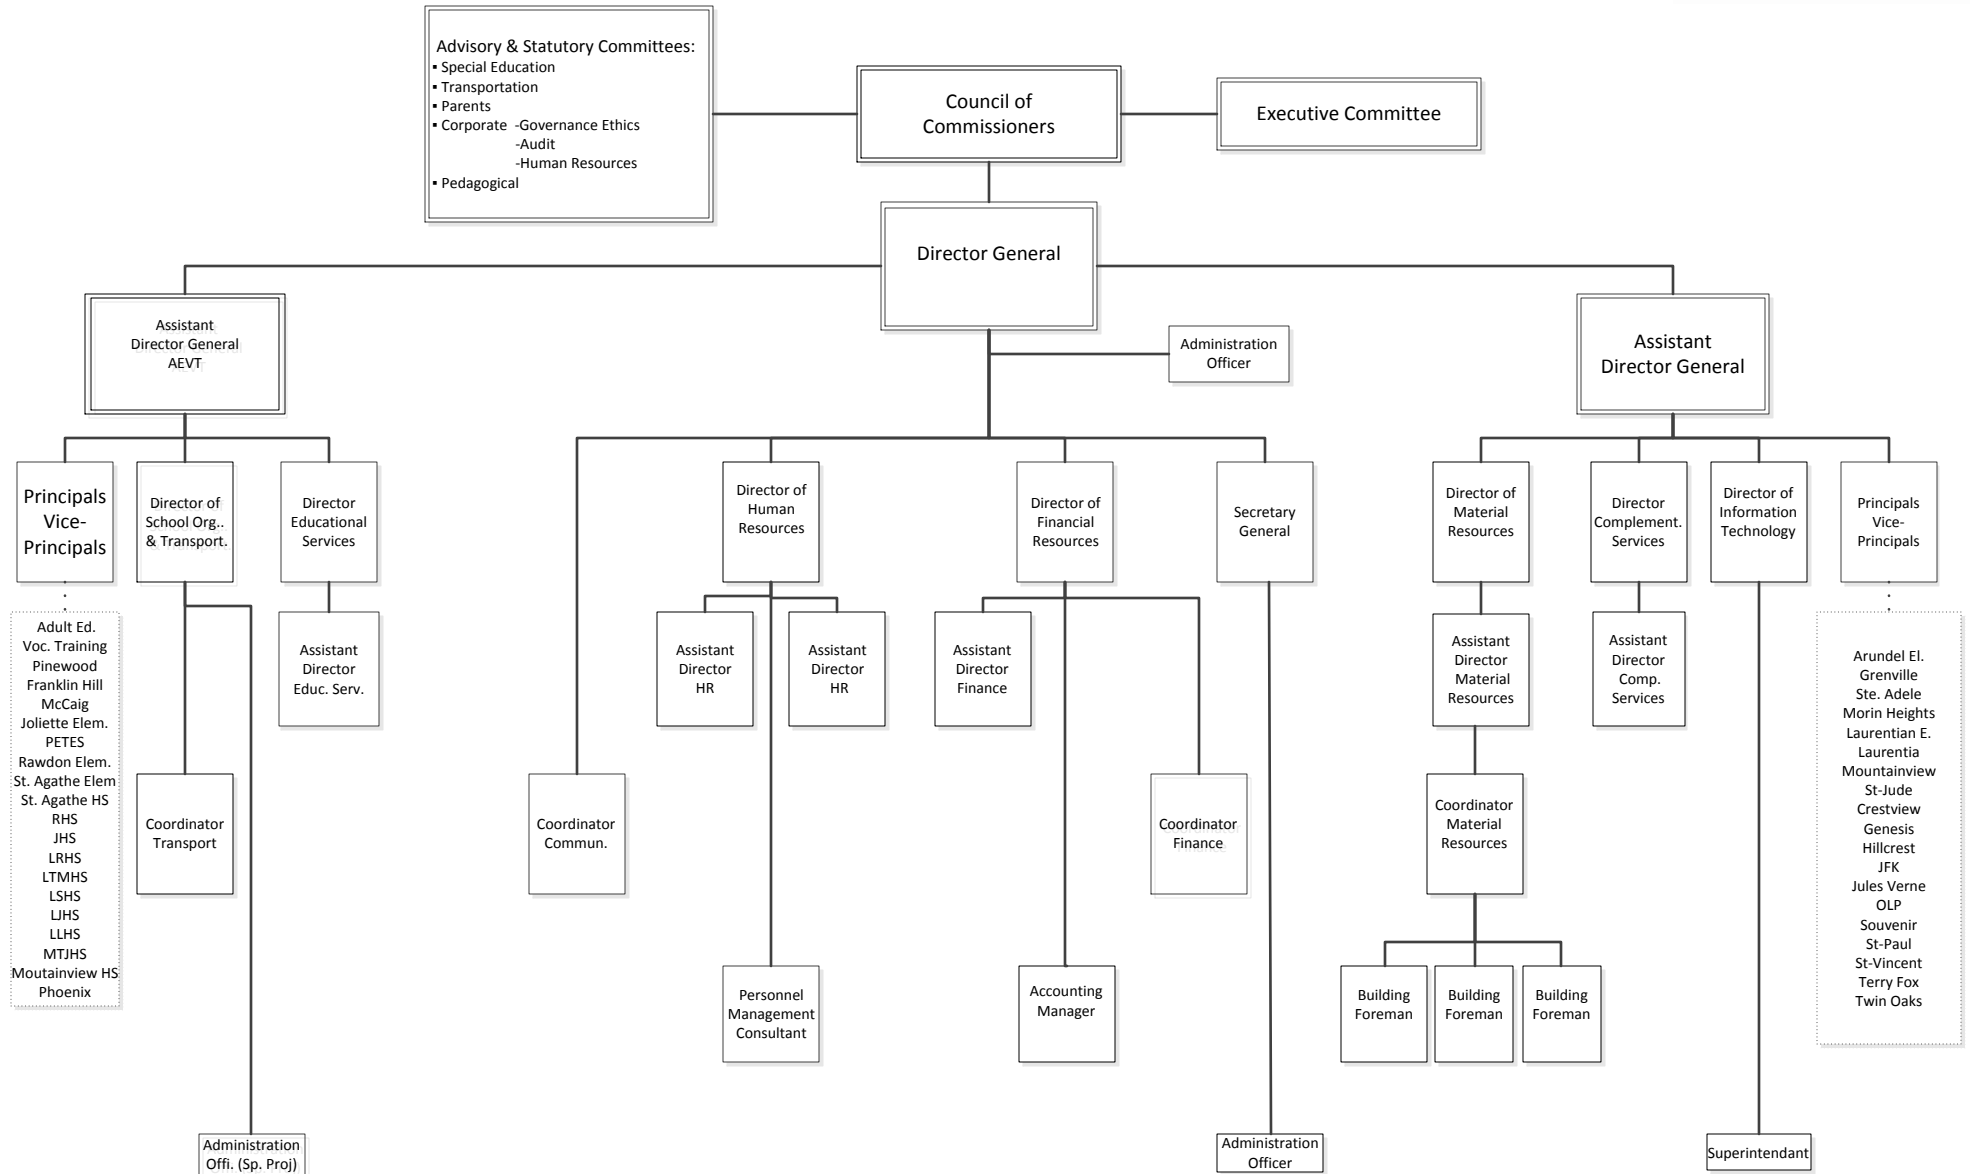 Advisory & Statutory Committees:
▪ Special Education
▪ Transportation
▪ Parents
▪ Corporate -Governance Ethics
-Audit
-Human Resources
▪ Pedagogical
Council of
Commissioners
Executive Committee
Director General
Assistant
Director General
AEVT
Administration
Officer
Assistant
Director General
Principals
Vice-
Principals
Director of
School Org..
& Transport.
Director
Educational
Services
Director of
Human
Resources
Director of
Financial
Resources
Secretary
General
Director of
Material
Resources
Director
Complement.
Services
Director of
Information
Technology
Principals
Vice-
Principals
Adult Ed.
Voc. Training
Pinewood
Franklin Hill
McCaig
Joliette Elem.
PETES
Rawdon Elem.
St. Agathe Elem
St. Agathe HS
RHS
JHS
LRHS
LTMHS
LSHS
LJHS
LLHS
MTJHS
Moutainview HS
Phoenix
Assistant
Director
Educ. Serv.
Assistant
Director
HR
Assistant
Director
HR
Assistant
Director
Finance
Assistant
Director
Material
Resources
Assistant
Director
Comp.
Services
Arundel El.
Grenville
Ste. Adele
Morin Heights
Laurentian E.
Laurentia
Mountainview
St-Jude
Crestview
Genesis
Hillcrest
JFK
Jules Verne
OLP
Souvenir
St-Paul
St-Vincent
Terry Fox
Twin Oaks
Coordinator
Transport
Coordinator
Commun.
Coordinator
Finance
Coordinator
Material
Resources
Personnel
Management
Consultant
Accounting
Manager
Building
Foreman
Building
Foreman
Building
Foreman
Administration
Offi. (Sp. Proj)
Administration
Officer
Superintendant